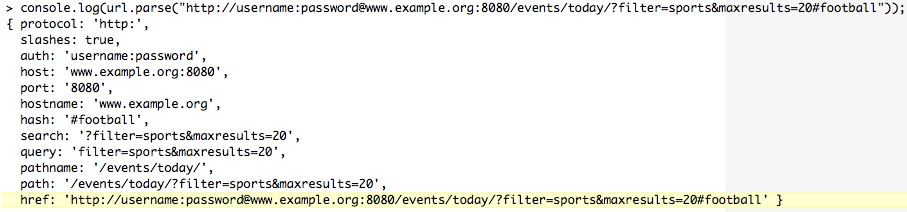 > console.log(url.parse("http://username:password@www.example.org:8080/events/today/?filter=sports&maxresults=20#football"));
{ protocol: 'http:',
  slashes: true,
  auth: 'username:password',
  host: 'www.example.org:8080',
  port: '8080',
  hostname: 'www.example.org',
  hash: '#football',
  search: '?filter=sports&maxresults=20',
  query: 'filter=sports&maxresults=20',
  pathname: '/events/today/',
  path: '/events/today/?filter=sports&maxresults=20',
  href: 'http://username:password@www.example.org:8080/events/today/?filter=sports&maxresults=20#football' }